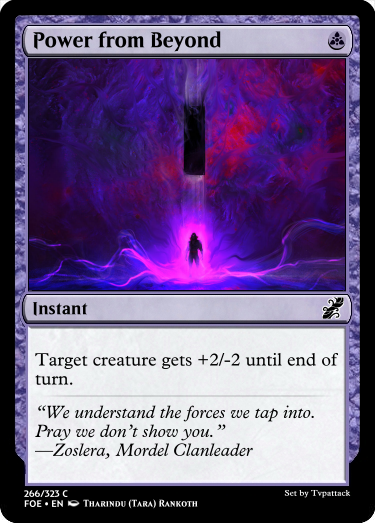 Power from Beyond
Instant
Target creature gets +2/-2 until end of
turn.
“We understand the forces we tap into.
Pray we don’t show you.”
—Zoslera, Mordel Clanleader
266/323 C
Set by Tvpattack
FOE • EN Tharindu (Tara) Rankoth